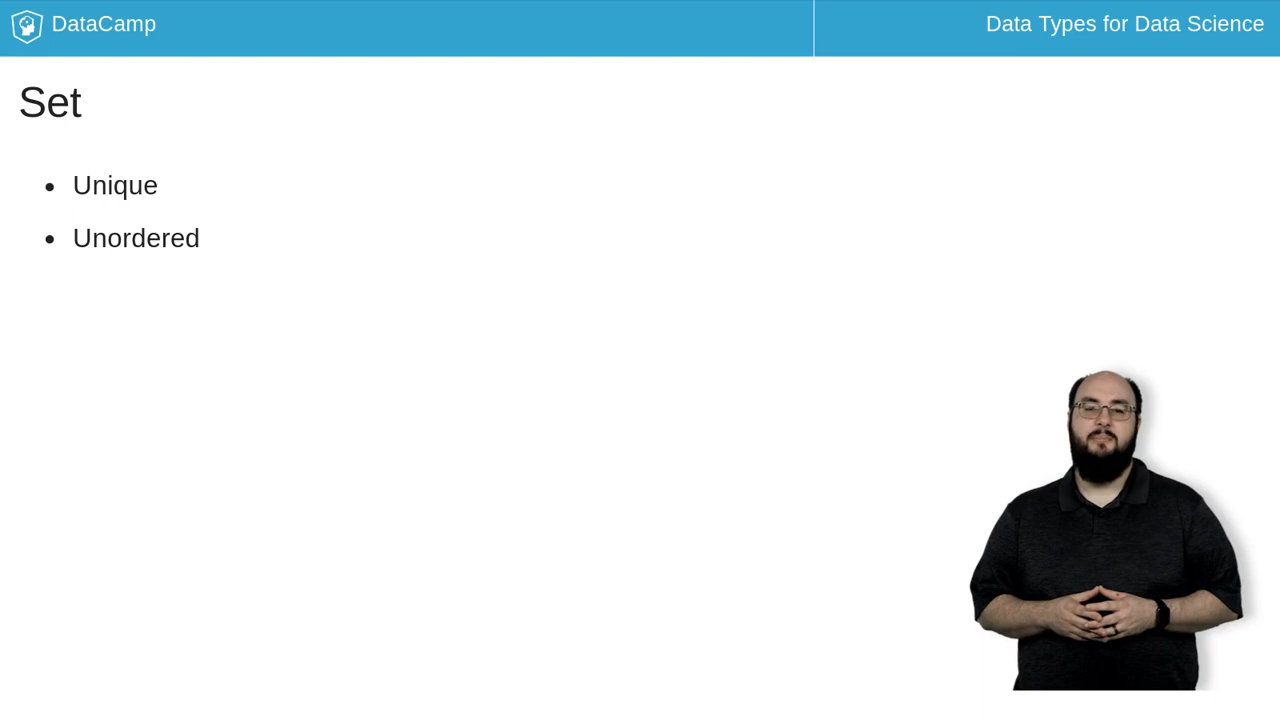 DataCamp
Data Types for Data Science
Set
Unique
Unordered